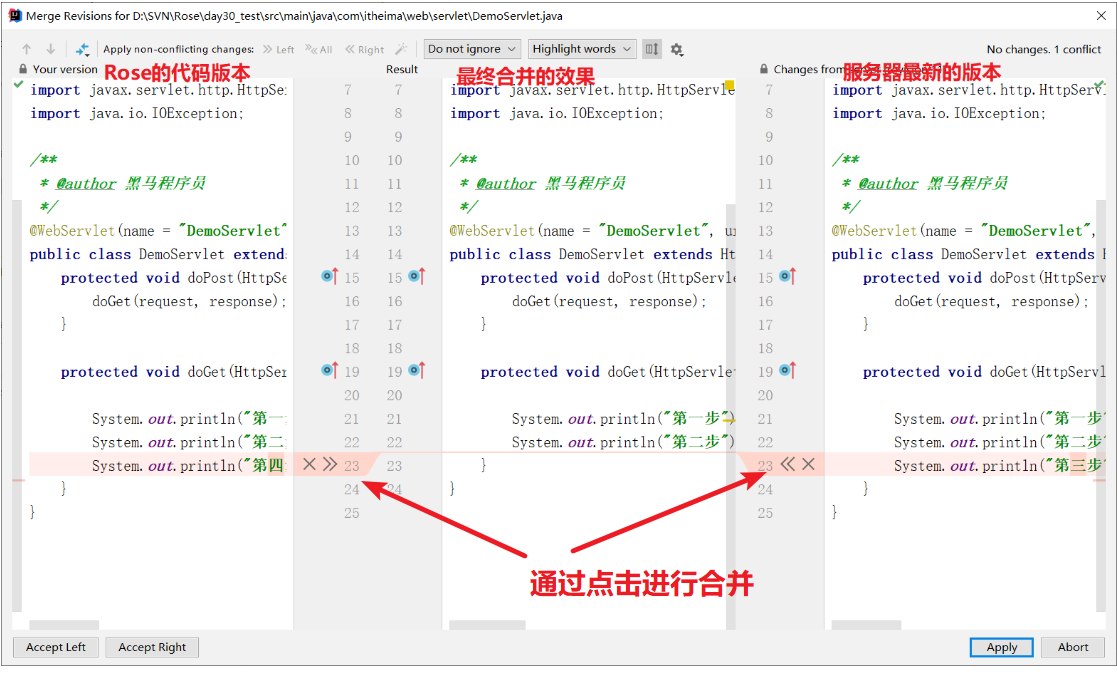 Merge Revisions for D:\SVN\Rose\day30_test\src\main\java\com\itheima\web\servlet\DemoServlet.java
Apply non-conflicting changes: Left All Right Do not ignore Highlight words No changes. 1 conflict
Your version Rose的代码版本 Result 最终合并的效果 Changes from 服务器最新的版本
import javax.servlet.http.HttpSer 7 7 import javax.servlet.http.HttpServle 7 import javax.servlet.http.HttpServl
import java.io.IOException; 8 8 import java.io.IOException; 8 import java.io.IOException;
9 9 9
/** 10 10 /** 10 /**
* @author 黑马程序员 11 11 * @author 黑马程序员 11 * @author 黑马程序员
*/ 12 12 */ 12 */
@WebServlet(name = "DemoServlet" 13 13 @WebServlet(name = "DemoServlet", ur 13 @WebServlet(name = "DemoServlet",
public class DemoServlet extends 14 14 public class DemoServlet extends Ht 14 public class DemoServlet extends H
protected void doPost(HttpSe 15 15 protected void doPost(HttpServle 15 protected void doPost(HttpServl
doGet(request, response); 16 16 doGet(request, response); 16 doGet(request, response);
} 17 17 } 17 }
18 18 18
protected void doGet(HttpSer 19 19 protected void doGet(HttpServlet 19 protected void doGet(HttpServl
20 20 20
System.out.println("第一 21 21 System.out.println("第一步") 21 System.out.println("第一步
System.out.println("第二 22 22 System.out.println("第二步") 22 System.out.println("第二步
System.out.println("第四 23 23 } 23 System.out.println("第三步
} 24 24 } 24 }
} 25 25 }
通过点击进行合并
Accept Left Accept Right Apply Abort